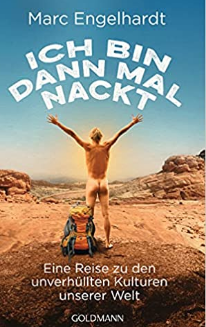 Marc Engelhardt
ICH BIN
DANN MAL
NACKT
Eine Reise zu den
unverhüllten Kulturen
unserer Welt
GOLDMANN